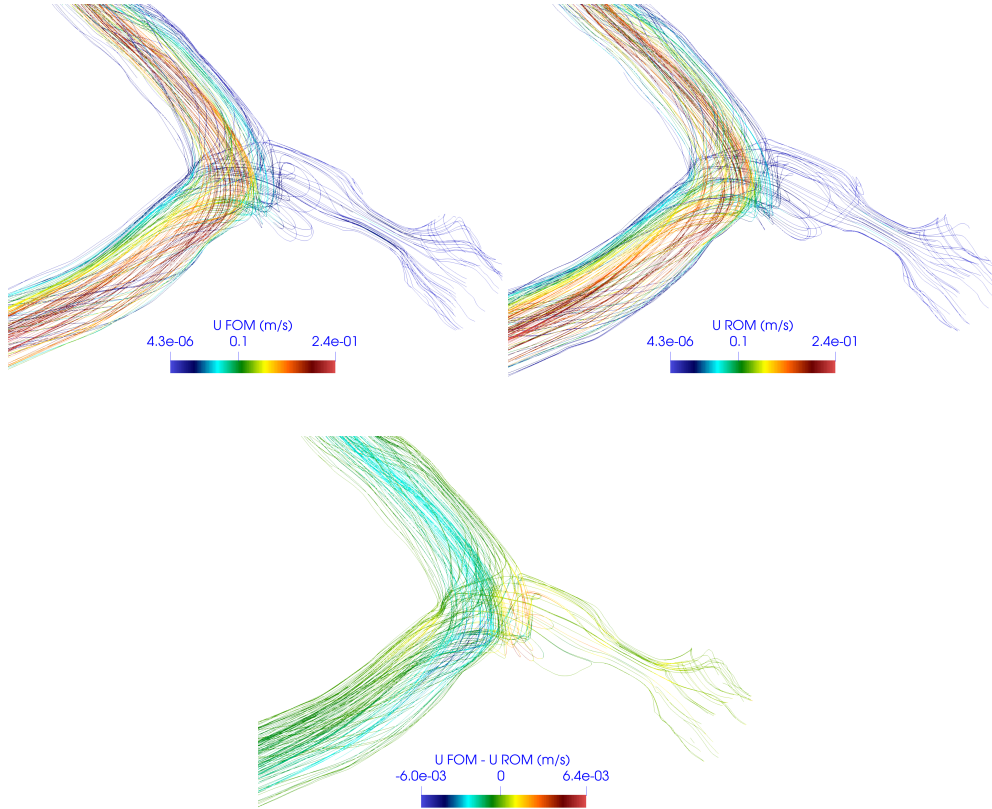 U FOM (m/s)
4.3e-06 0.1 2.4e-01
U ROM (m/s)
4.3e-06 0.1 2.4e-01
U FOM - U ROM (m/s)
-6.0e-03 0 6.4e-03